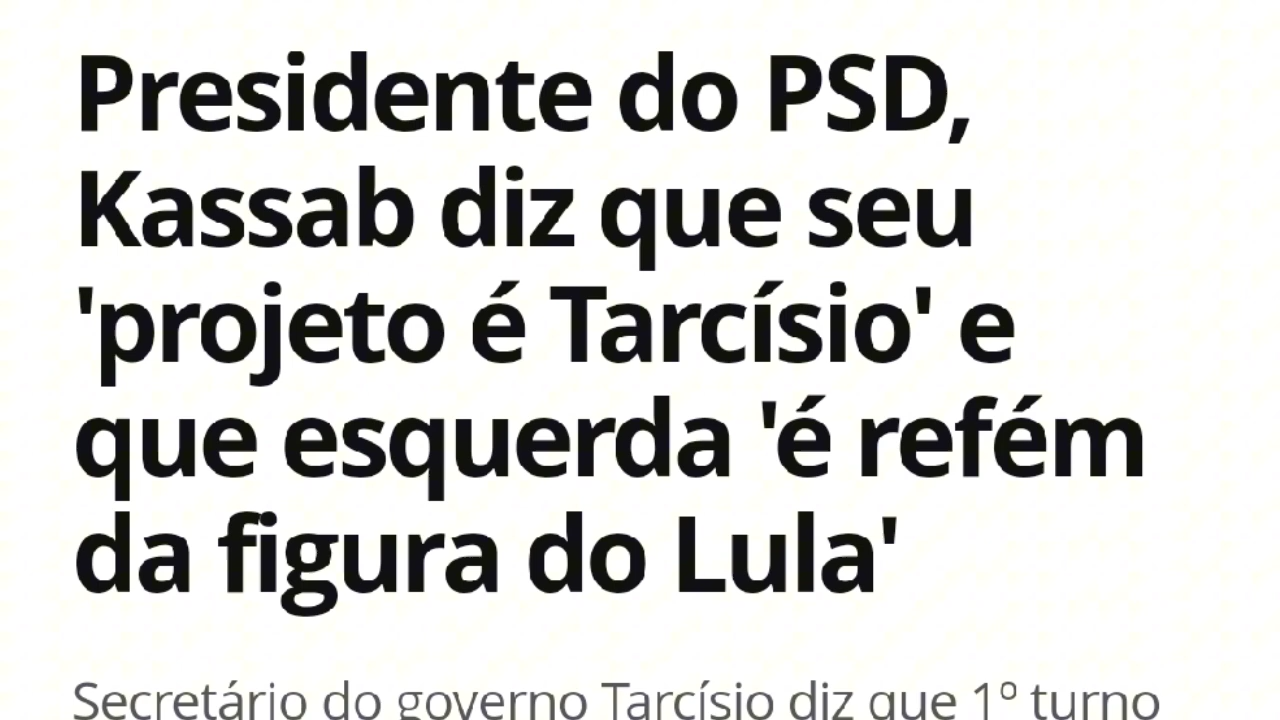 Presidente do PSD,
Kassab diz que seu
'projeto é Tarcísio' e
que esquerda 'é refém
da figura do Lula'
Secretário do governo Tarcísio diz que 1º turno